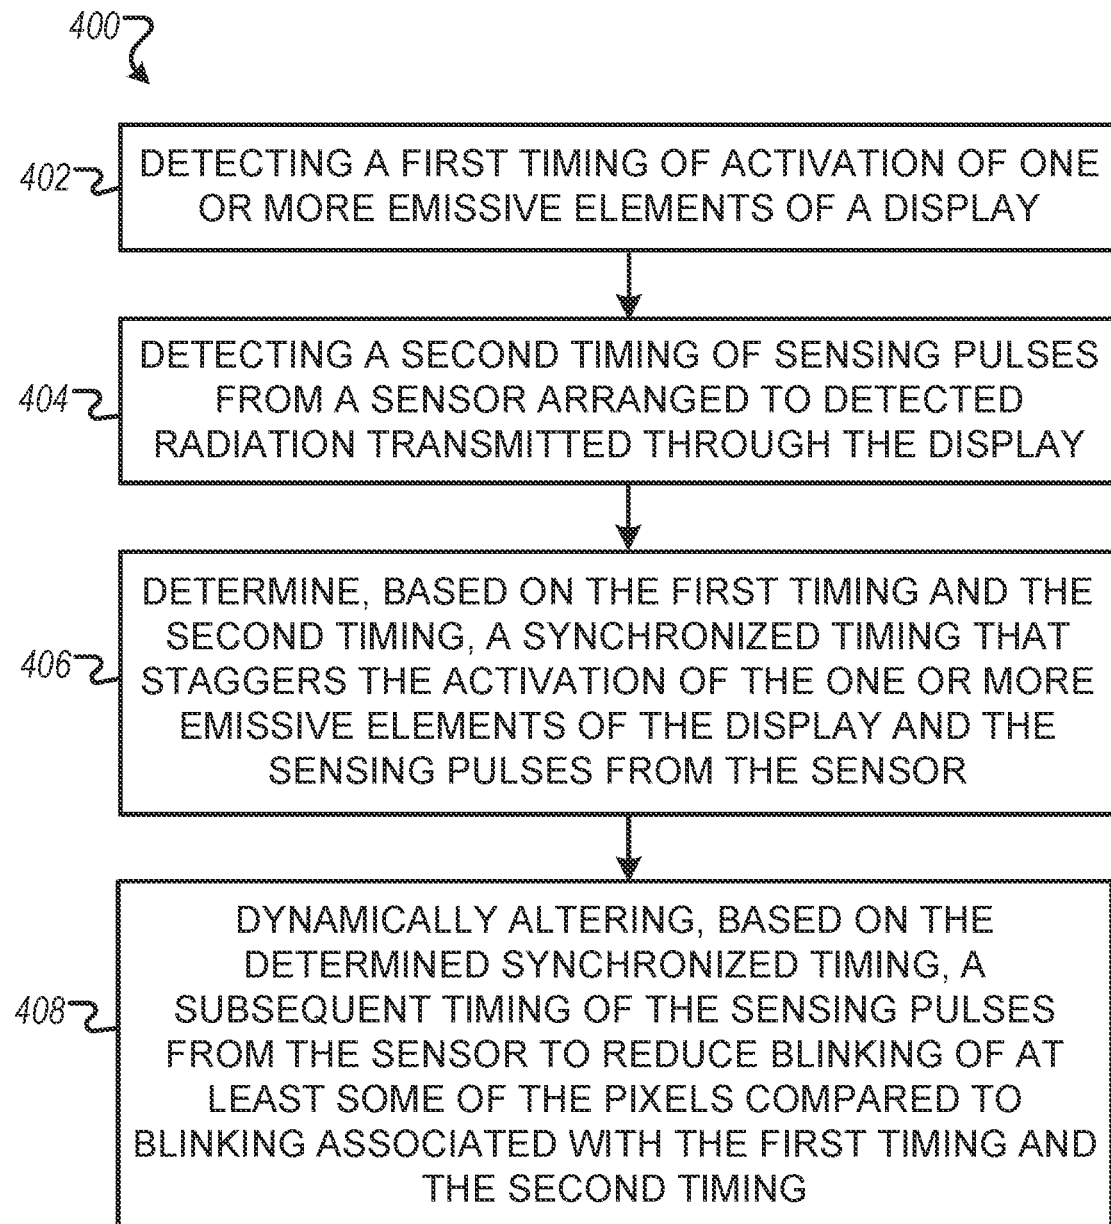 400
402
DETECTING A FIRST TIMING OF ACTIVATION OF ONE
OR MORE EMISSIVE ELEMENTS OF A DISPLAY
404
DETECTING A SECOND TIMING OF SENSING PULSES
FROM A SENSOR ARRANGED TO DETECTED
RADIATION TRANSMITTED THROUGH THE DISPLAY
406
DETERMINE, BASED ON THE FIRST TIMING AND THE
SECOND TIMING, A SYNCHRONIZED TIMING THAT
STAGGERS THE ACTIVATION OF THE ONE OR MORE
EMISSIVE ELEMENTS OF THE DISPLAY AND THE
SENSING PULSES FROM THE SENSOR
408
DYNAMICALLY ALTERING, BASED ON THE
DETERMINED SYNCHRONIZED TIMING, A
SUBSEQUENT TIMING OF THE SENSING PULSES
FROM THE SENSOR TO REDUCE BLINKING OF AT
LEAST SOME OF THE PIXELS COMPARED TO
BLINKING ASSOCIATED WITH THE FIRST TIMING AND
THE SECOND TIMING